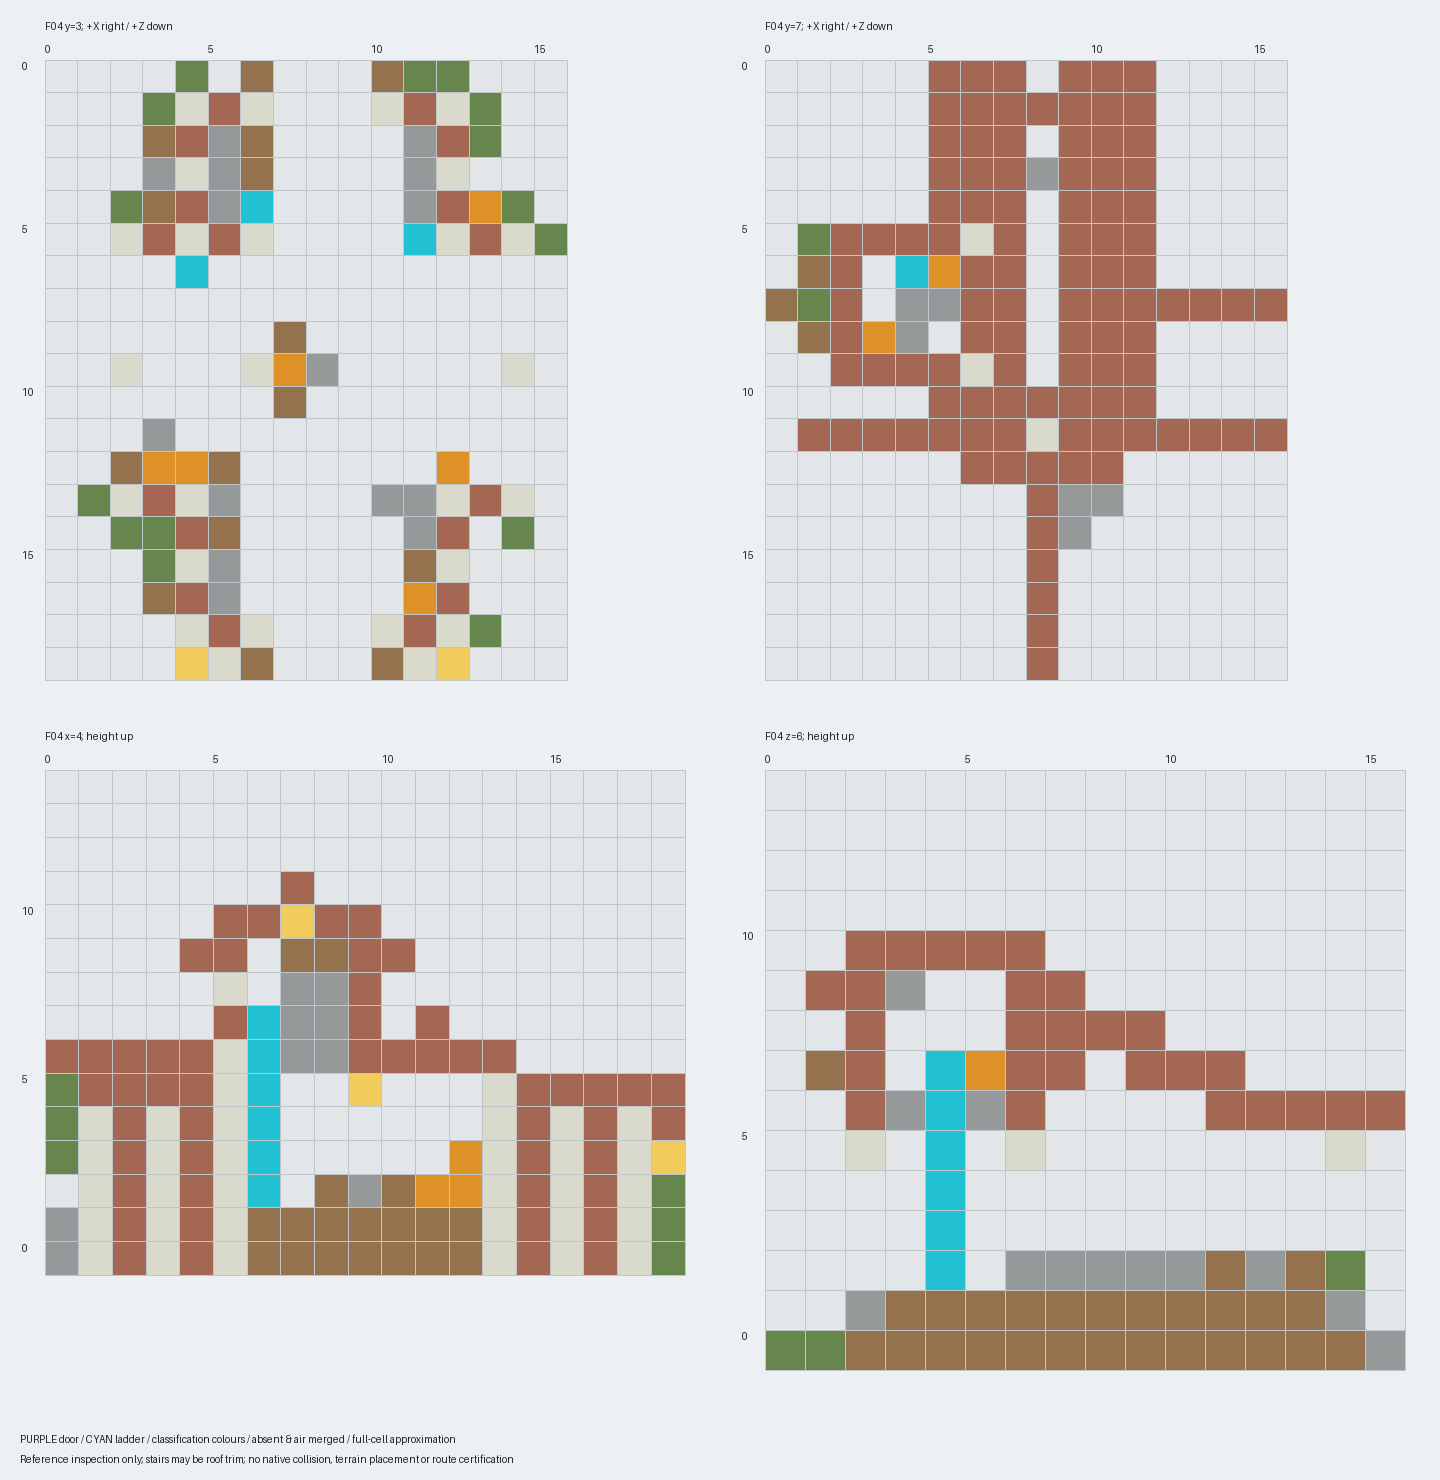 F04 y=3; +X right / +Z down
F04 y=7; +X right / +Z down
0 5 10 15
0 5 10 15
0
5
10
15
0
5
10
15
F04 x=4; height up
F04 z=6; height up
0 5 10 15
0 5 10 15
10
5
0
10
5
0
PURPLE door / CYAN ladder / classification colours / absent & air merged / full-cell approximation
Reference inspection only; stairs may be roof trim; no native collision, terrain placement or route certification